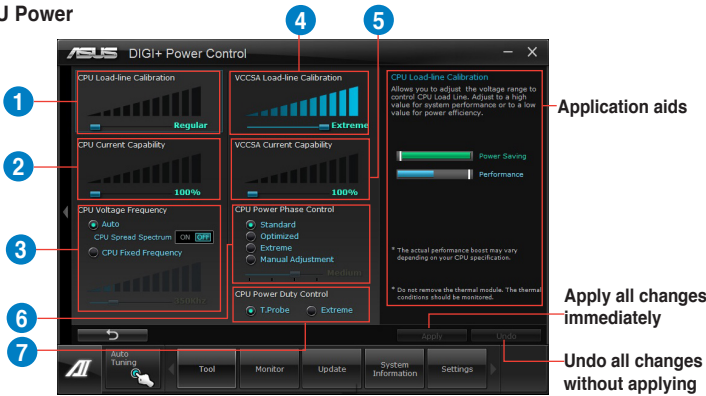 U Power
4
5
ASUS DIGI+ Power Control
1
CPU Load-line Calibration
Regular
VCCSA Load-line Calibration
Extreme
CPU Load-line Calibration
Allows you to adjust the voltage range to
control CPU Load Line. Adjust to a high
value for system performance or to a low
value for power efficiency.
Power Saving
Performance
* The actual performance boost may vary
depending on your CPU specification.
* Do not remove the thermal module. The thermal
conditions should be monitored.
Application aids
2
CPU Current Capability
100%
VCCSA Current Capability
100%
3
CPU Voltage Frequency
Auto
CPU Spread Spectrum ON OFF
CPU Fixed Frequency
350KHz
CPU Power Phase Control
Standard
Optimized
Extreme
Manual Adjustment
Medium
6
CPU Power Duty Control
T.Probe Extreme
7
Apply Undo
Apply all changes
immediately
Undo all changes
without applying
AI
Auto
Tuning
Tool
Monitor
Update
System
Information
Settings